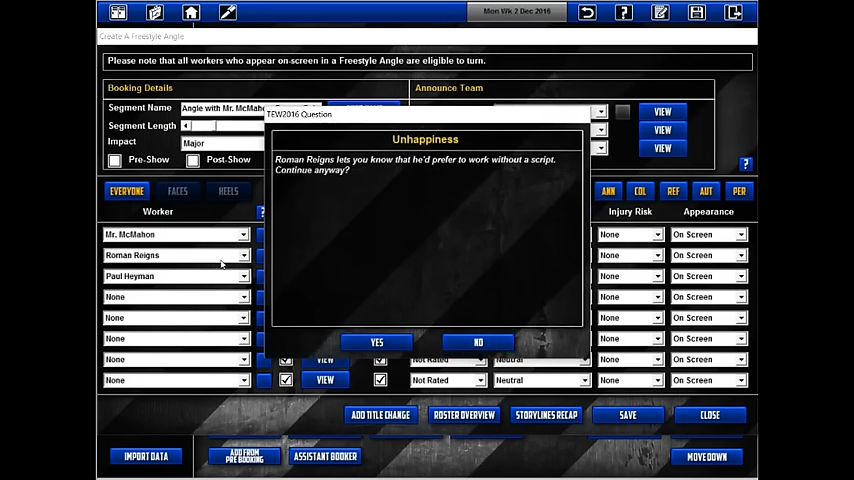 Mon Wk 2 Dec 2016
Create A Freestyle Angle
Please note that all workers who appear on-screen in a Freestyle Angle are eligible to turn.
Booking Details
Announce Team
Segment Name
Angle with Mr. McMahon
Segment Length
Impact
Major
Pre-Show
Post-Show
VIEW
VIEW
VIEW
TEW2016 Question
Unhappiness
Roman Reigns lets you know that he'd prefer to work without a script.
Continue anyway?
YES
NO
EVERYONE
FACES
HEELS
ANN
COL
REF
AUT
PER
Worker
Injury Risk
Appearance
Mr. McMahon
None
On Screen
Roman Reigns
None
On Screen
Paul Heyman
None
On Screen
None
None
On Screen
None
None
On Screen
None
None
On Screen
None
VIEW
Not Rated
Neutral
None
On Screen
None
VIEW
Not Rated
Neutral
None
On Screen
ADD TITLE CHANGE
ROSTER OVERVIEW
STORYLINES RECAP
SAVE
CLOSE
IMPORT DATA
ADD FROM
PRE BOOKING
ASSISTANT BOOKER
MOVE DOWN